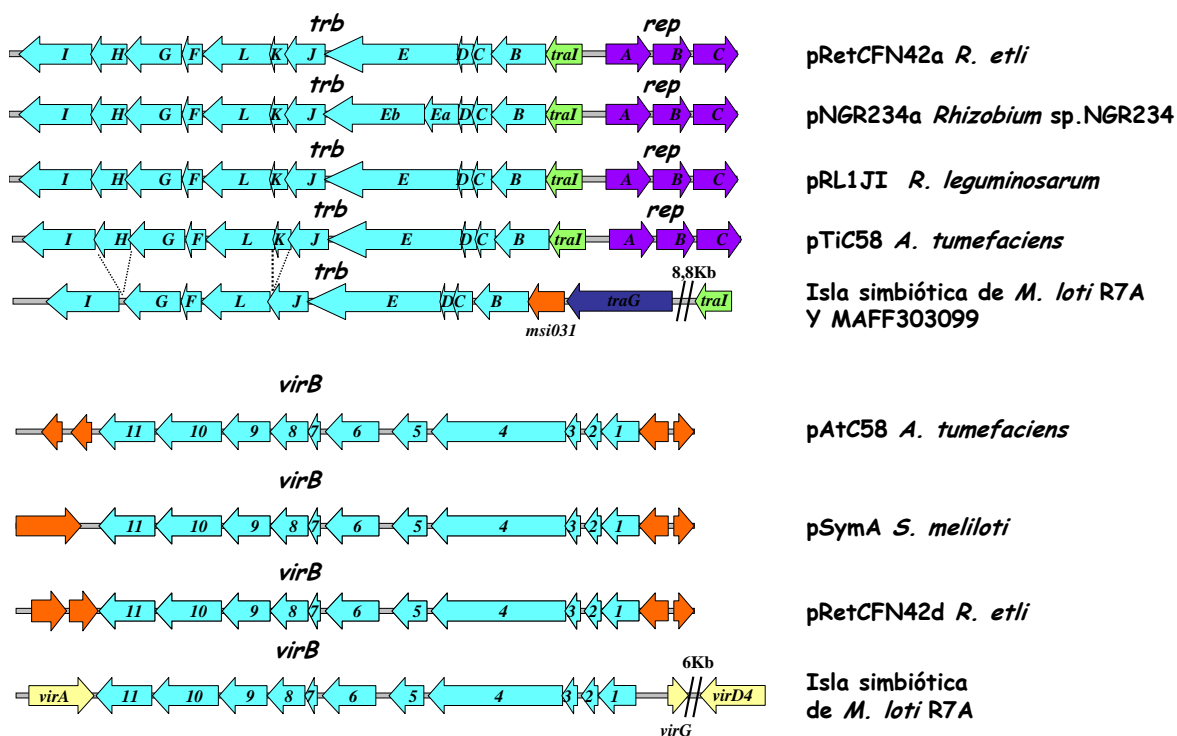 trb rep
I H G F L K J E D C B traI A B C pRetCFN42a R. etli
trb
I H G F L K J Eb Ea D C B traI A B C pNGR234a Rhizobium sp.NGR234
trb
I H G F L K J E D C B traI A B C pRL1JI R. leguminosarum
trb rep
I H G F L K J E D C B traI A B C pTiC58 A. tumefaciens
trb 8,8Kb
I G F L J E D C B traG traI Isla simbiótica de M. loti R7A
msi031 Y MAFF303099
virB
11 10 9 8 7 6 5 4 3 2 1 pAtC58 A. tumefaciens
virB
11 10 9 8 7 6 5 4 3 2 1 pSymA S. meliloti
virB
11 10 9 8 7 6 5 4 3 2 1 pRetCFN42d R. etli
virB 6Kb
virA 11 10 9 8 7 6 5 4 3 2 1 virD4 Isla simbiótica
virG de M. loti R7A